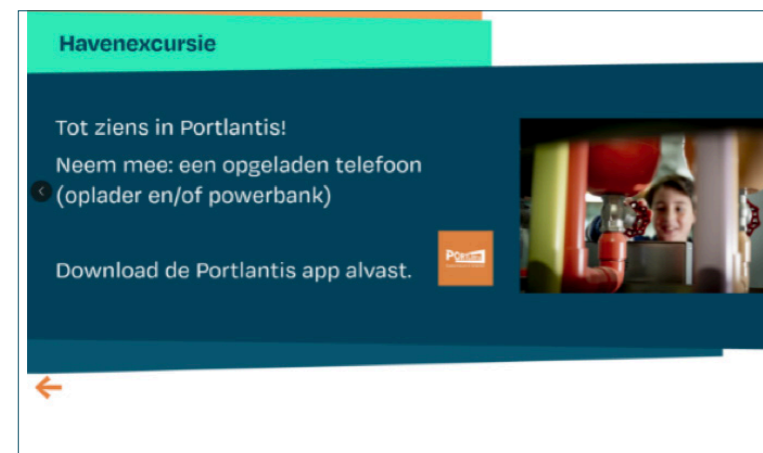 Havenexcursie
Tot ziens in Portlantis!
Neem mee: een opgeladen telefoon
(oplader en/of powerbank)
Download de Portlantis app alvast.